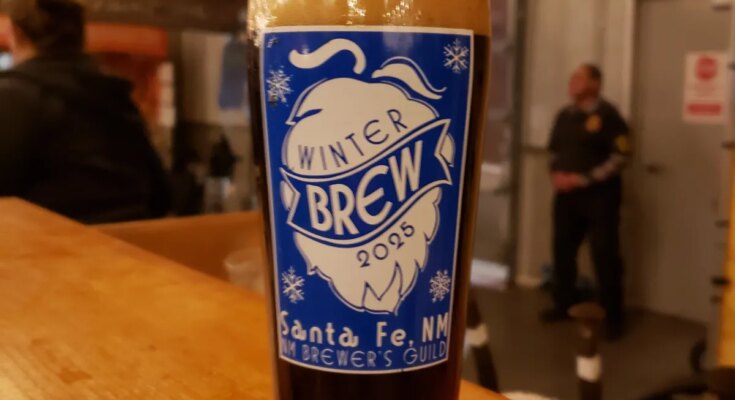 WINTER
BREW
2025
Santa Fe, NM
NM BREWER'S GUILD